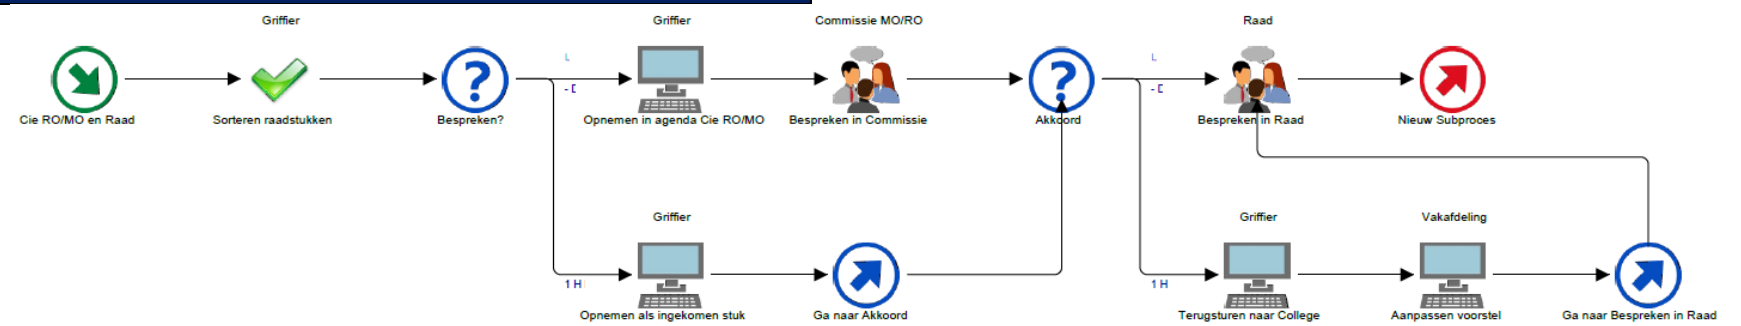 Griffier
Griffier
Commissie MO/RO
Raad
L
L
Cie RO/MO en Raad
Sorteren raadstukken
Bespreken?
Opnemen in agenda Cie RO/MO
Bespreken in Commissie
Akkoord
Bespreken in Raad
Nieuw Subproces
Griffier
Griffier
Vakafdeling
1 H
1 H
Opnemen als ingekomen stuk
Ga naar Akkoord
Terugsturen naar College
Aanpassen voorstel
Ga naar Bespreken in Raad